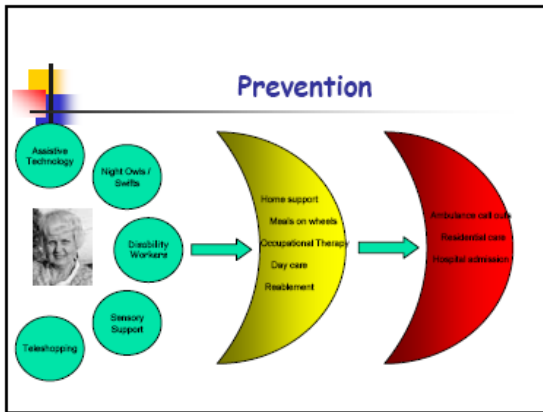 Prevention
Assistive
Technology
Night Owls /
Swifts
Disability
Workers
Sensory
Support
Teleshopping
Home support
Meals on wheels
Occupational Therapy
Day care
Reablement
Ambulance call outs
Residential care
Hospital admission